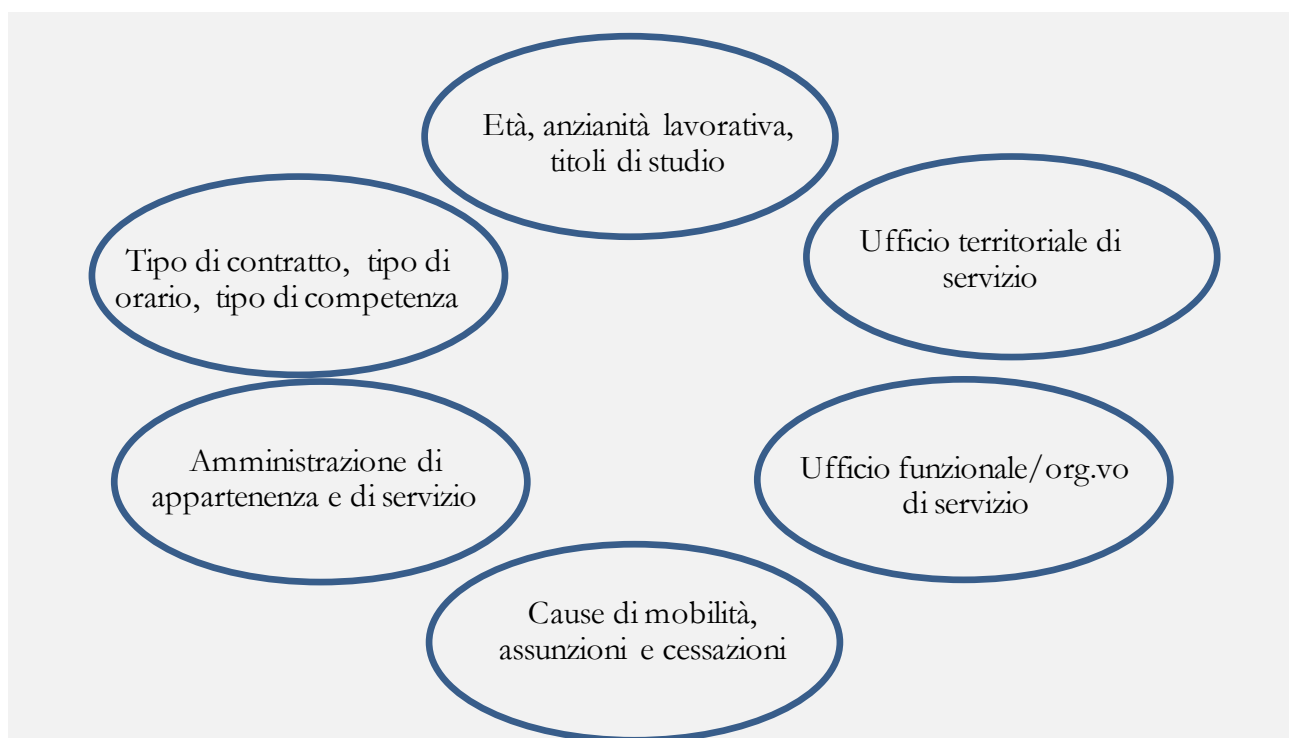 Età, anzianità lavorativa,
titoli di studio
Ufficio territoriale di
servizio
Tipo di contratto, tipo di
orario, tipo di competenza
Amministrazione di
appartenenza e di servizio
Ufficio funzionale/org.vo
di servizio
Cause di mobilità,
assunzioni e cessazioni